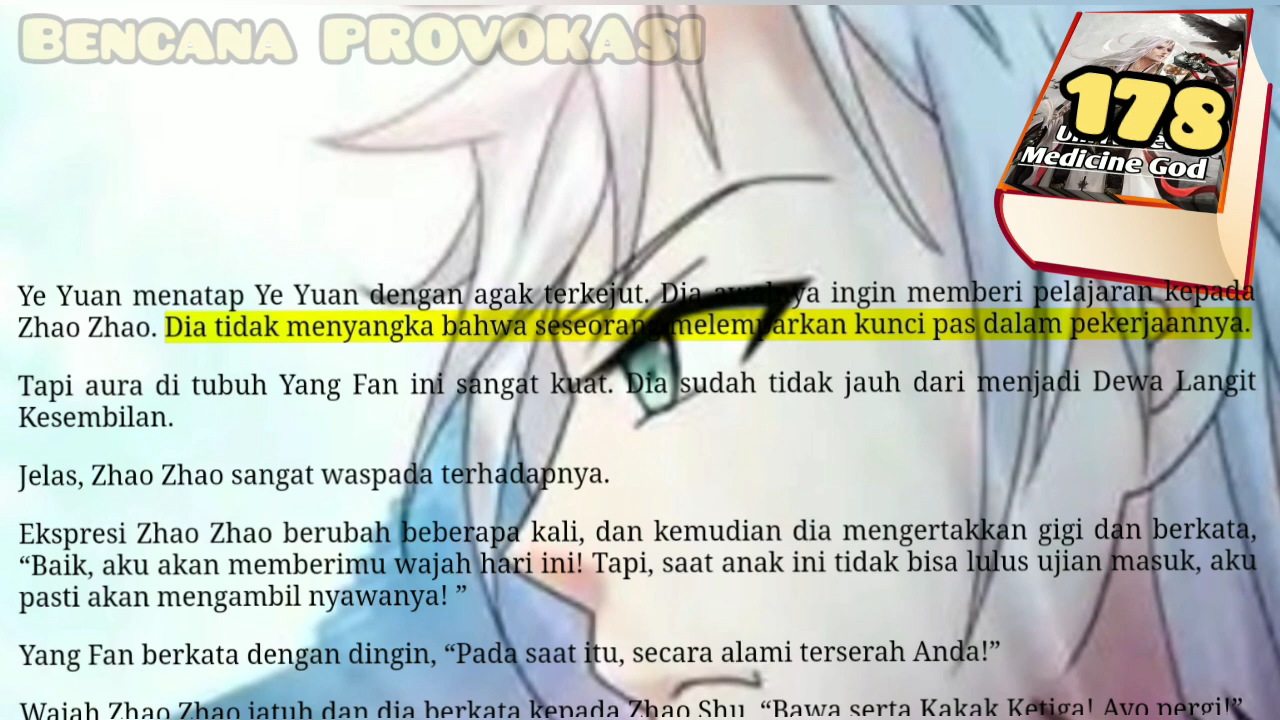 BENCANA PROVOKASI
178
Medicine God
Ye Yuan menatap Ye Yuan dengan agak terkejut. Dia awalnya ingin memberi pelajaran kepada
Zhao Zhao. Dia tidak menyangka bahwa seseorang melemparkan kunci pas dalam pekerjaannya.
Tapi aura di tubuh Yang Fan ini sangat kuat. Dia sudah tidak jauh dari menjadi Dewa Langit
Kesembilan.
Jelas, Zhao Zhao sangat waspada terhadapnya.
Ekspresi Zhao Zhao berubah beberapa kali, dan kemudian dia mengertakkan gigi dan berkata,
“Baik, aku akan memberimu wajah hari ini! Tapi, saat anak ini tidak bisa lulus ujian masuk, aku
pasti akan mengambil nyawanya! ”
Yang Fan berkata dengan dingin, “Pada saat itu, secara alami terserah Anda!”
Wajah Zhao Zhao jatuh dan dia berkata kepada Zhao Shu, “Bawa serta Kakak Ketiga! Ayo pergi!”